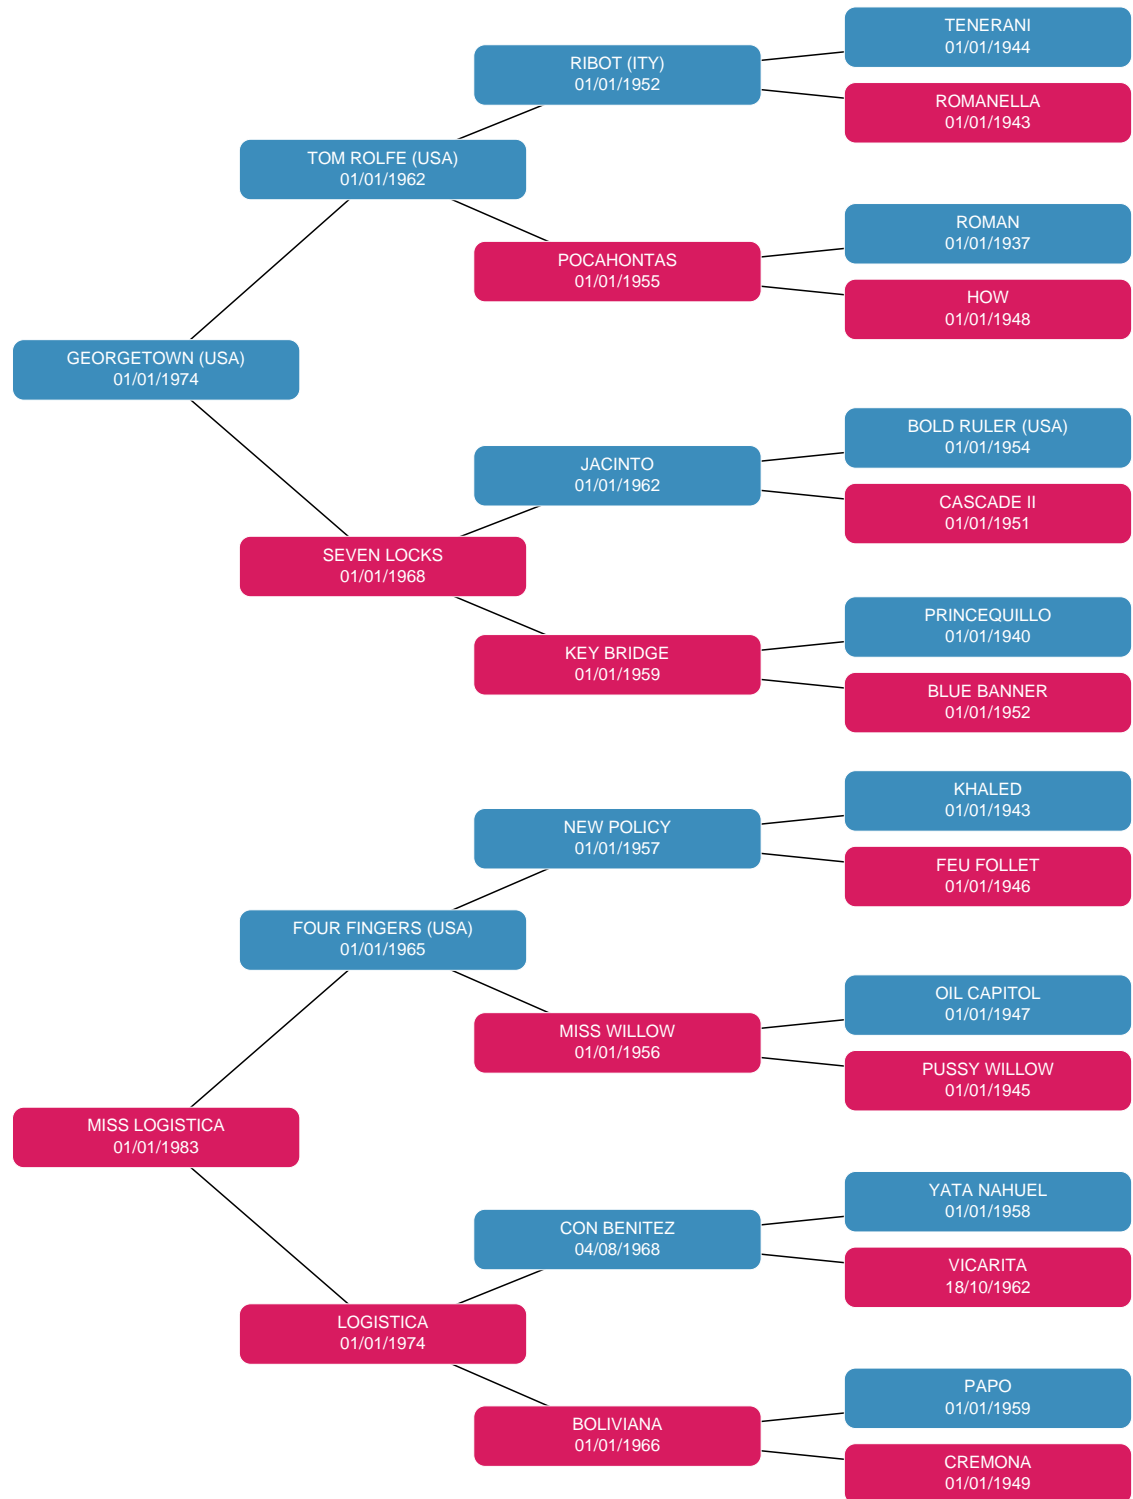 TENERANI
01/01/1944
RIBOT (ITY)
01/01/1952
ROMANELLA
01/01/1943
TOM ROLFE (USA)
01/01/1962
ROMAN
01/01/1937
POCAHONTAS
01/01/1955
HOW
01/01/1948
GEORGETOWN (USA)
01/01/1974
BOLD RULER (USA)
01/01/1954
JACINTO
01/01/1962
CASCADE II
01/01/1951
SEVEN LOCKS
01/01/1968
PRINCEQUILLO
01/01/1940
KEY BRIDGE
01/01/1959
BLUE BANNER
01/01/1952
KHALED
01/01/1943
NEW POLICY
01/01/1957
FEU FOLLET
01/01/1946
FOUR FINGERS (USA)
01/01/1965
OIL CAPITOL
01/01/1947
MISS WILLOW
01/01/1956
PUSSY WILLOW
01/01/1945
MISS LOGISTICA
01/01/1983
YATA NAHUEL
01/01/1958
CON BENITEZ
04/08/1968
VICARITA
18/10/1962
LOGISTICA
01/01/1974
PAPO
01/01/1959
BOLIVIANA
01/01/1966
CREMONA
01/01/1949